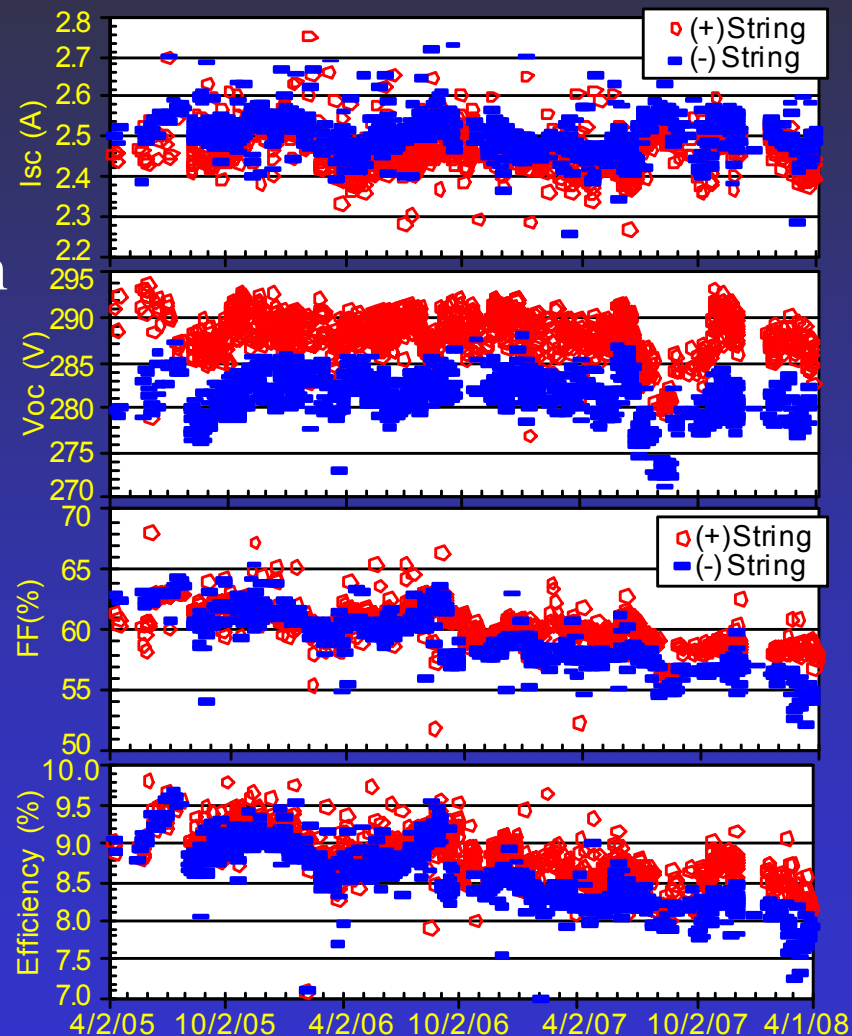 2.8
(+)String
(-) String
2.7
2.6
2.5
2.4
2.3
2.2
Isc (A)
n
295
290
285
280
275
270
Voc (V)
70
(+)String
(-) String
65
60
55
50
FF(%)
10.0
9.5
9.0
8.5
8.0
7.5
7.0
Efficiency (%)
4/2/05 10/2/05 4/2/06 10/2/06 4/2/07 10/2/07 4/1/08